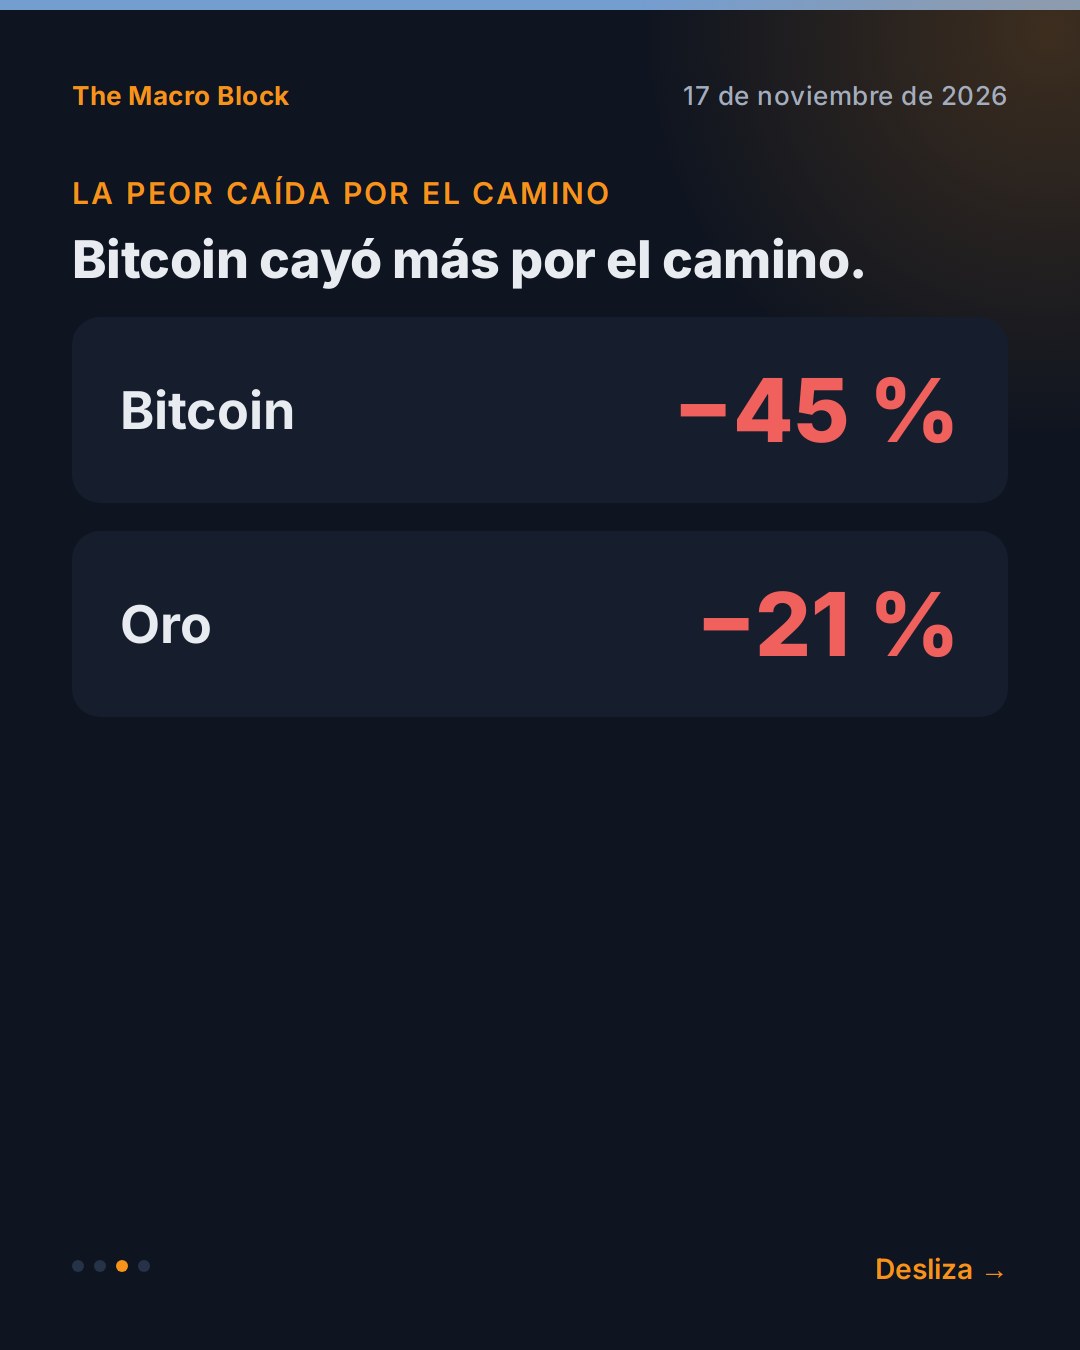 The Macro Block
17 de noviembre de 2026
LA PEOR CAÍDA POR EL CAMINO
Bitcoin cayó más por el camino.
Bitcoin
−45 %
Oro
−21 %
Desliza →